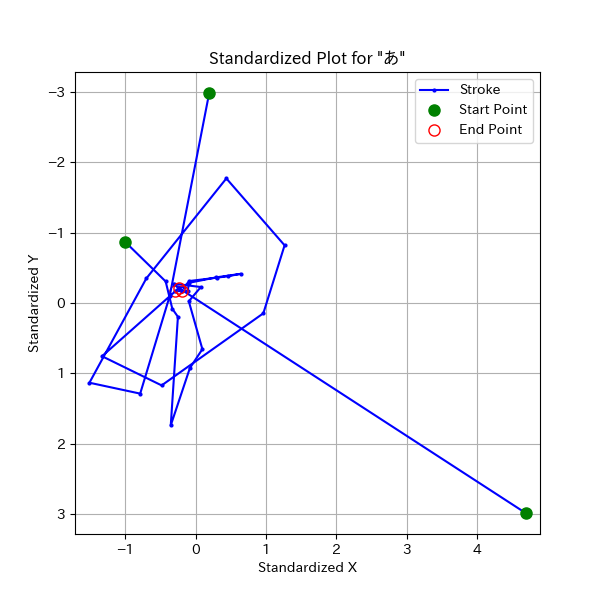 Standardized Plot for "あ"
Stroke
Start Point
End Point
Standardized Y
−3
−2
−1
0
1
2
3
−1
0
1
2
3
4
Standardized X